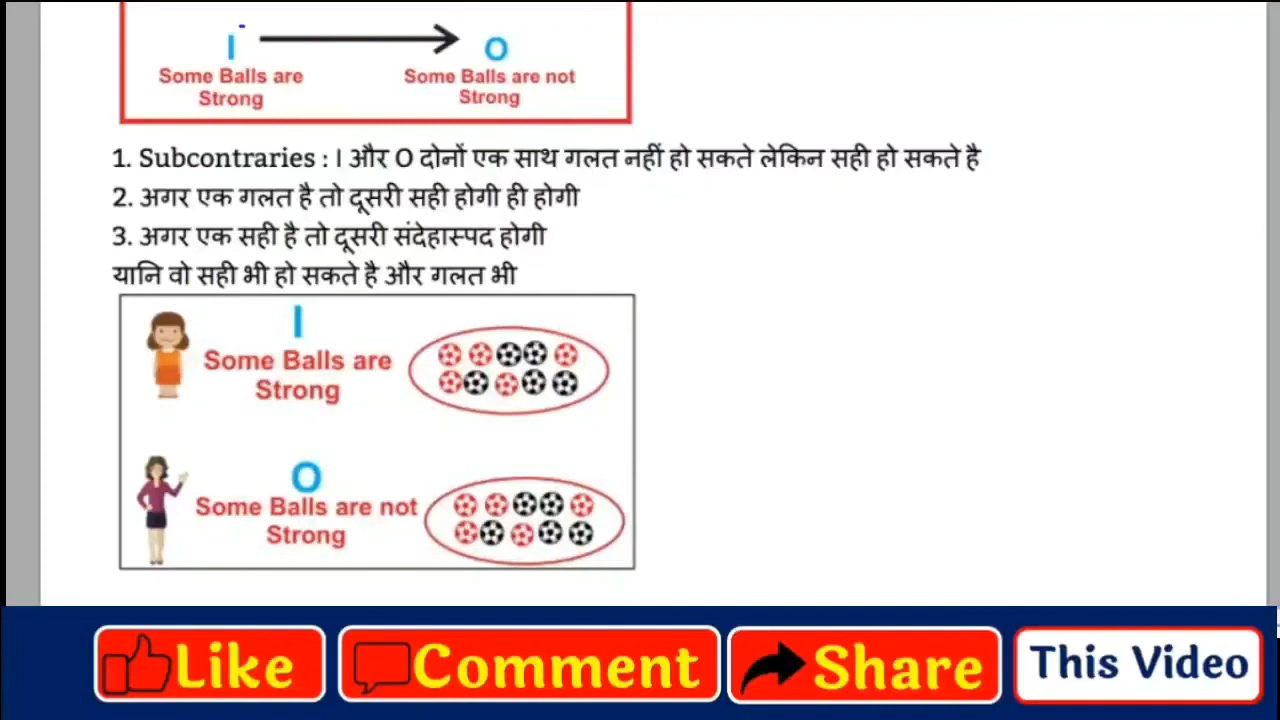 I
O
Some Balls are
Strong
Some Balls are not
Strong
1. Subcontraries : I और O दोनों एक साथ गलत नहीं हो सकते लेकिन सही हो सकते है
2. अगर एक गलत है तो दूसरी सही होगी ही होगी
3. अगर एक सही है तो दूसरी संदेहास्पद होगी
यानि वो सही भी हो सकते है और गलत भी
I
Some Balls are
Strong
O
Some Balls are not
Strong
Like
Comment
Share
This Video